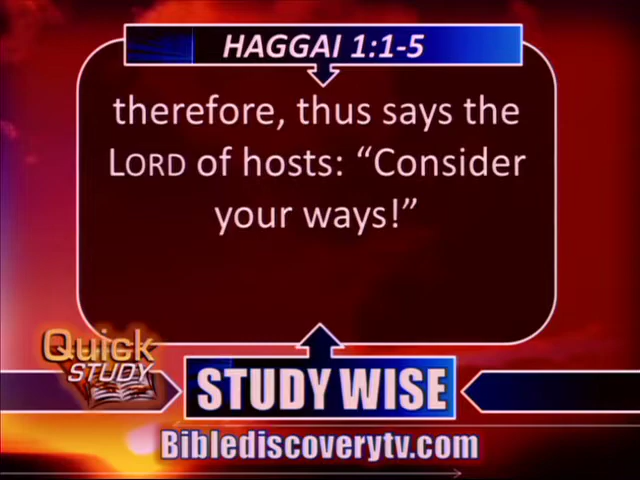 HAGGAI 1:1-5
therefore, thus says the
LORD of hosts: “Consider
your ways!”
Quick
STUDY
STUDY WISE
Biblediscoverytv.com